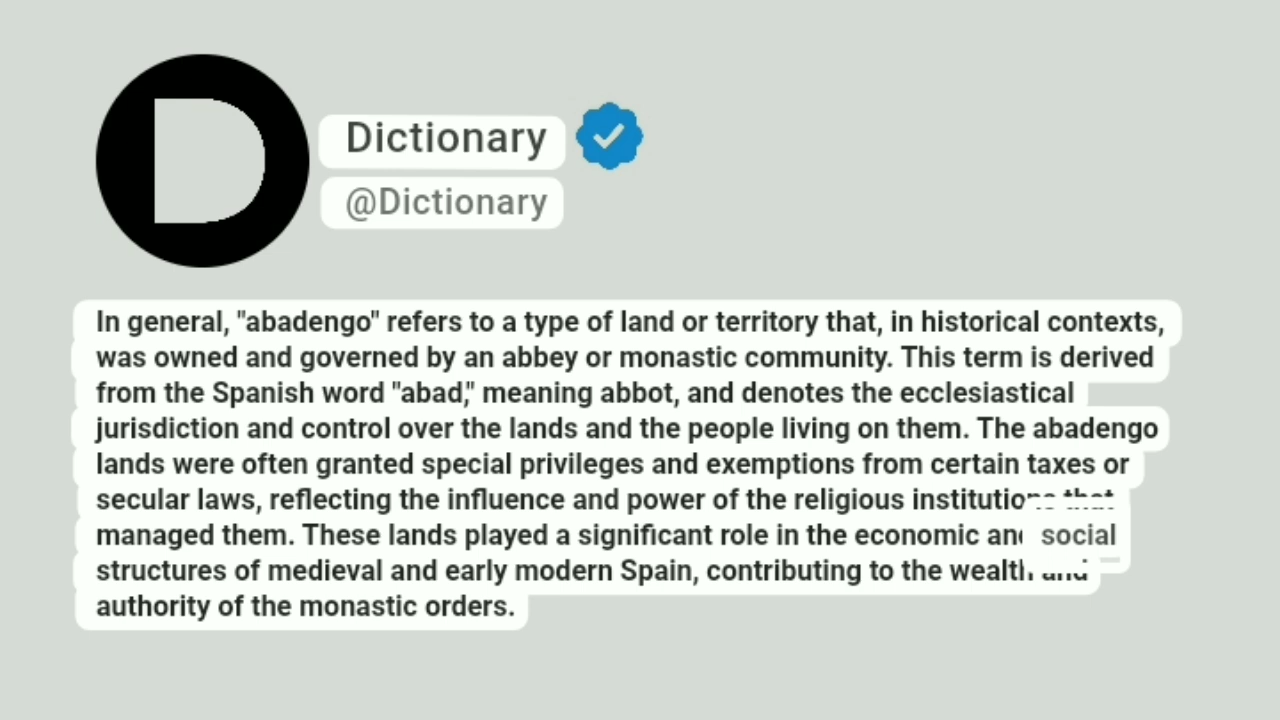 D
Dictionary
@Dictionary
In general, "abadengo" refers to a type of land or territory that, in historical contexts,
was owned and governed by an abbey or monastic community. This term is derived
from the Spanish word "abad," meaning abbot, and denotes the ecclesiastical
jurisdiction and control over the lands and the people living on them. The abadengo
lands were often granted special privileges and exemptions from certain taxes or
secular laws, reflecting the influence and power of the religious institutions that
managed them. These lands played a significant role in the economic and social
structures of medieval and early modern Spain, contributing to the wealth and
authority of the monastic orders.